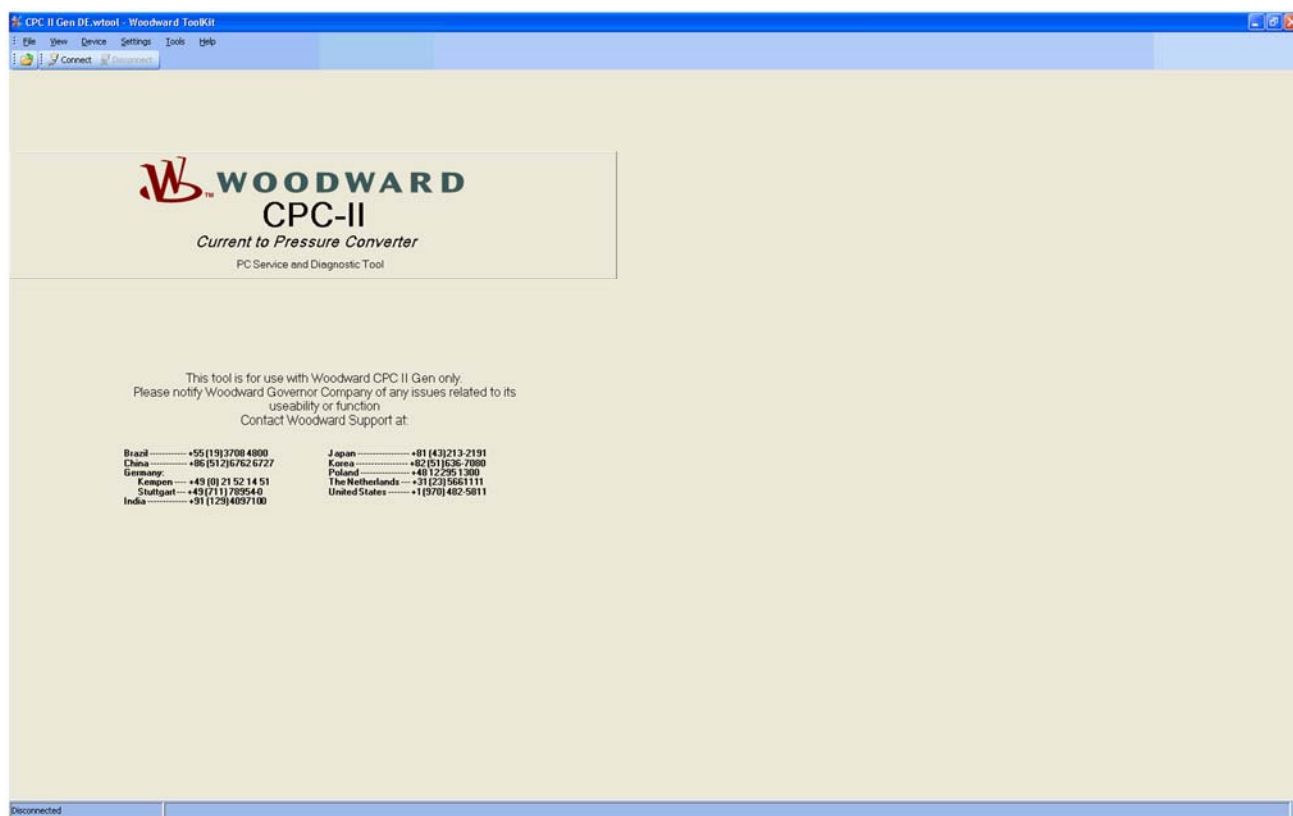 CPC II Gen DE.wtool - Woodward ToolKit
File View Device Settings Tools Help
Connect Disconnect
WOODWARD
TM
CPC-II
Current to Pressure Converter
PC Service and Diagnostic Tool
This tool is for use with Woodward CPC II Gen only.
Please notify Woodward Governor Company of any issues related to its
useability or function
Contact Woodward Support at:
Brazil ------------ +55 (19) 3708 4800
China ------------ +86 (512) 6762 6727
Germany:
Kempen ---- +49 (0) 21 52 14 51
Stuttgart --- +49 (711) 78954-0
India ------------- +91 (129) 4097100
Japan ----------------- +81 (43) 213-2191
Korea ----------------- +82 (51) 636-7080
Poland ---------------- +48 12 295 1300
The Netherlands --- +31 (23) 5661111
United States ------- +1 (970) 482-5811
Disconnected